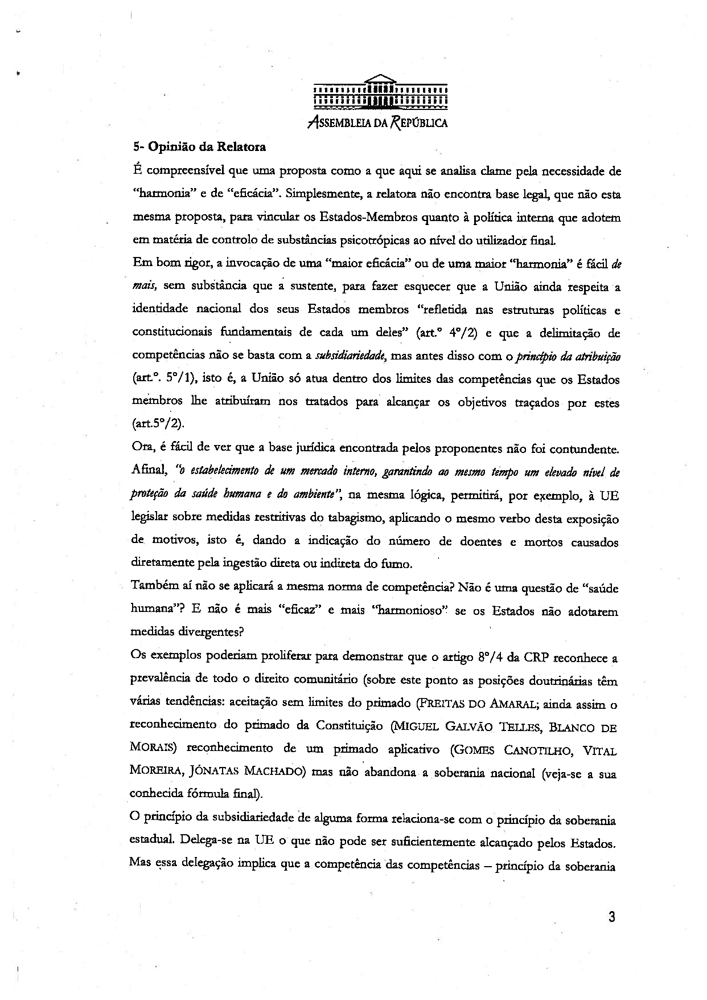 ASSEMBLEIA DA REPÚBLICA
5- Opinião da Relatora
É compreensível que uma proposta como a que aqui se analisa clame pela necessidade de
“harmonia” e de “eficácia”. Simplesmente, a relatora não encontra base legal, que não esta
mesma proposta, para vincular os Estados-Membros quanto à política interna que adotem
em matéria de controlo de substâncias psicotrópicas ao nível do utilizador final.
Em bom rigor, a invocação de uma “maior eficácia” ou de uma maior “harmonia” é fácil de
mais, sem substância que a sustente, para fazer esquecer que a União ainda respeita a
identidade nacional dos seus Estados membros “refletida nas estruturas políticas e
constitucionais fundamentais de cada um deles” (art.º 4º/2) e que a delimitação de
competências não se basta com a subsidiariedade, mas antes disso com o princípio da atribuição
(art.º. 5º/1), isto é, a União só atua dentro dos limites das competências que os Estados
membros lhe atribuíram nos tratados para alcançar os objetivos traçados por estes
(art.5º/2).
Ora, é fácil de ver que a base jurídica encontrada pelos proponentes não foi contundente.
Afinal, “o estabelecimento de um mercado interno, garantindo ao mesmo tempo um elevado nível de
proteção da saúde humana e do ambiente”, na mesma lógica, permitirá, por exemplo, à UE
legislar sobre medidas restritivas do tabagismo, aplicando o mesmo verbo desta exposição
de motivos, isto é, dando a indicação do número de doentes e mortos causados
diretamente pela ingestão direta ou indireta do fumo.
Também aí não se aplicará a mesma norma de competência? Não é uma questão de “saúde
humana”? E não é mais “eficaz” e mais “harmonioso” se os Estados não adotarem
medidas divergentes?
Os exemplos poderiam proliferar para demonstrar que o artigo 8º/4 da CRP reconhece a
prevalência de todo o direito comunitário (sobre este ponto as posições doutrinárias têm
várias tendências: aceitação sem limites do primado (FREITAS DO AMARAL; ainda assim o
reconhecimento do primado da Constituição (MIGUEL GALVÃO TELLES, BLANCO DE
MORAIS) reconhecimento de um primado aplicativo (GOMES CANOTILHO, VITAL
MOREIRA, JÓNATAS MACHADO) mas não abandona a soberania nacional (veja-se a sua
conhecida fórmula final).
O princípio da subsidiariedade de alguma forma relaciona-se com o princípio da soberania
estadual. Delega-se na UE o que não pode ser suficientemente alcançado pelos Estados.
Mas essa delegação implica que a competência das competências – princípio da soberania
3